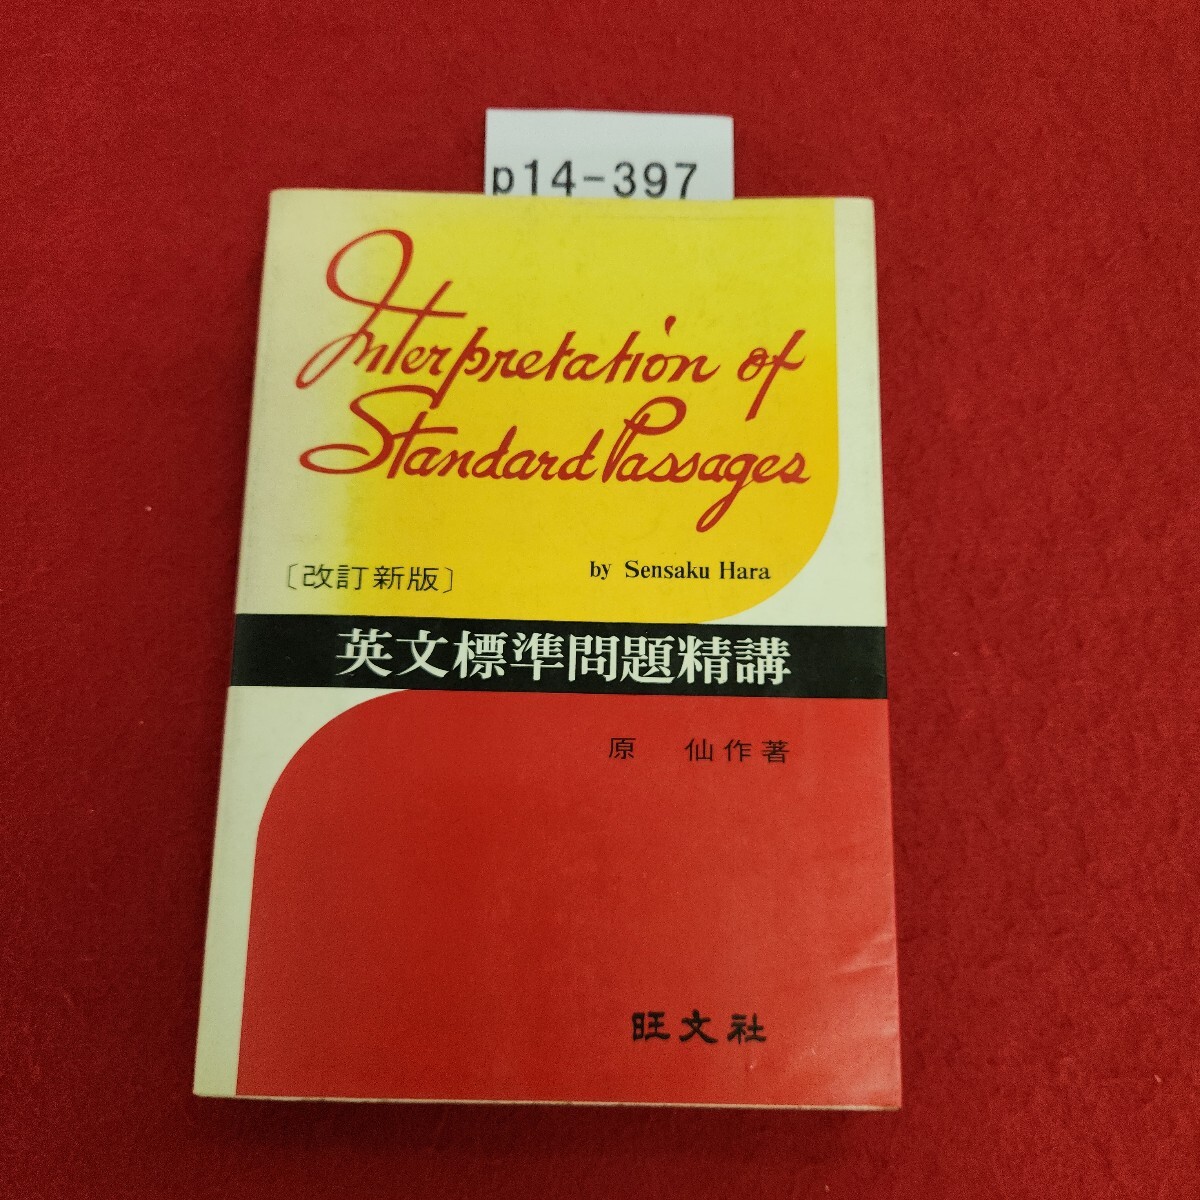 p14-397
Interpretation of
Standard Passages
by Sensaku Hara
〔改訂新版〕
英文標準問題精講
原 仙作著
旺文社